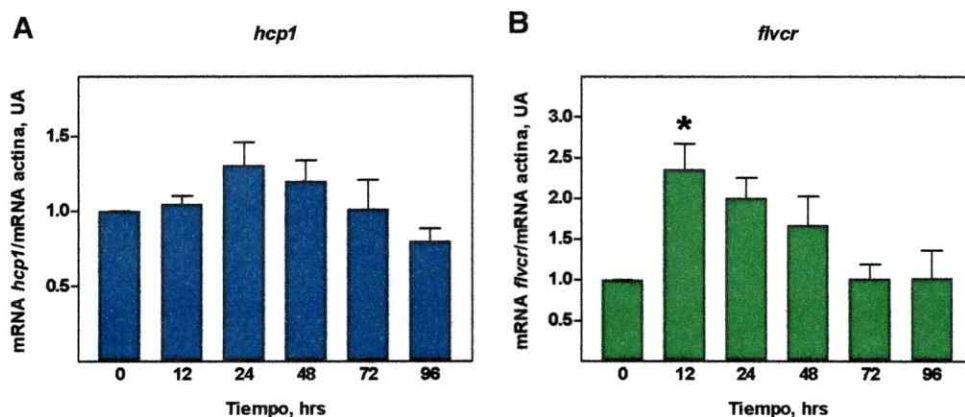 A
hcp1
mRNA hcp1/mRNA actina, UA
1.5
1.0
0.5
0 12 24 48 72 96
Tiempo, hrs
B
flvcr
mRNA flvcr/mRNA actina, UA
3.0
2.5
2.0
1.5
1.0
0.5
*
0 12 24 48 72 96
Tiempo, hrs